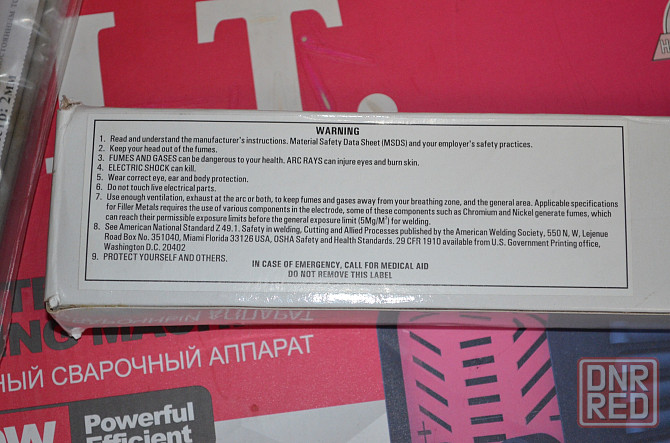 .T.
WARNING
1. Read and understand the manufacturer's instructions. Material Safety Data Sheet (MSDS) and your employer's safety practices.
2. Keep your head out of the fumes.
3. FUMES AND GASES can be dangerous to your health. ARC RAYS can injure eyes and burn skin.
4. ELECTRIC SHOCK can kill.
5. Wear correct eye, ear and body protection.
6. Do not touch live electrical parts.
7. Use enough ventilation, exhaust at the arc or both, to keep fumes and gases away from your breathing zone, and the general area. Applicable specifications
for Filler Metals requires the use of various components in the electrode, some of these components such as Chromium and Nickel generate fumes, which
can reach their permissible exposure limits before the general exposure limit (5Mg/M³) for welding.
8. See American National Standard Z 49.1. Safety in welding, Cutting and Allied Processes published by the American Welding Society, 550 N, W, Lejenue
Road Box No. 351040, Miami Florida 33126 USA, OSHA Safety and Health Standards. 29 CFR 1910 available from U.S. Government Printing office,
Washington D.C. 20402
9. PROTECT YOURSELF AND OTHERS.
IN CASE OF EMERGENCY, CALL FOR MEDICAL AID
DO NOT REMOVE THIS LABEL
НЫЙ СВАРОЧНЫЙ АППАРАТ
Powerful
Efficient
DNR
RED